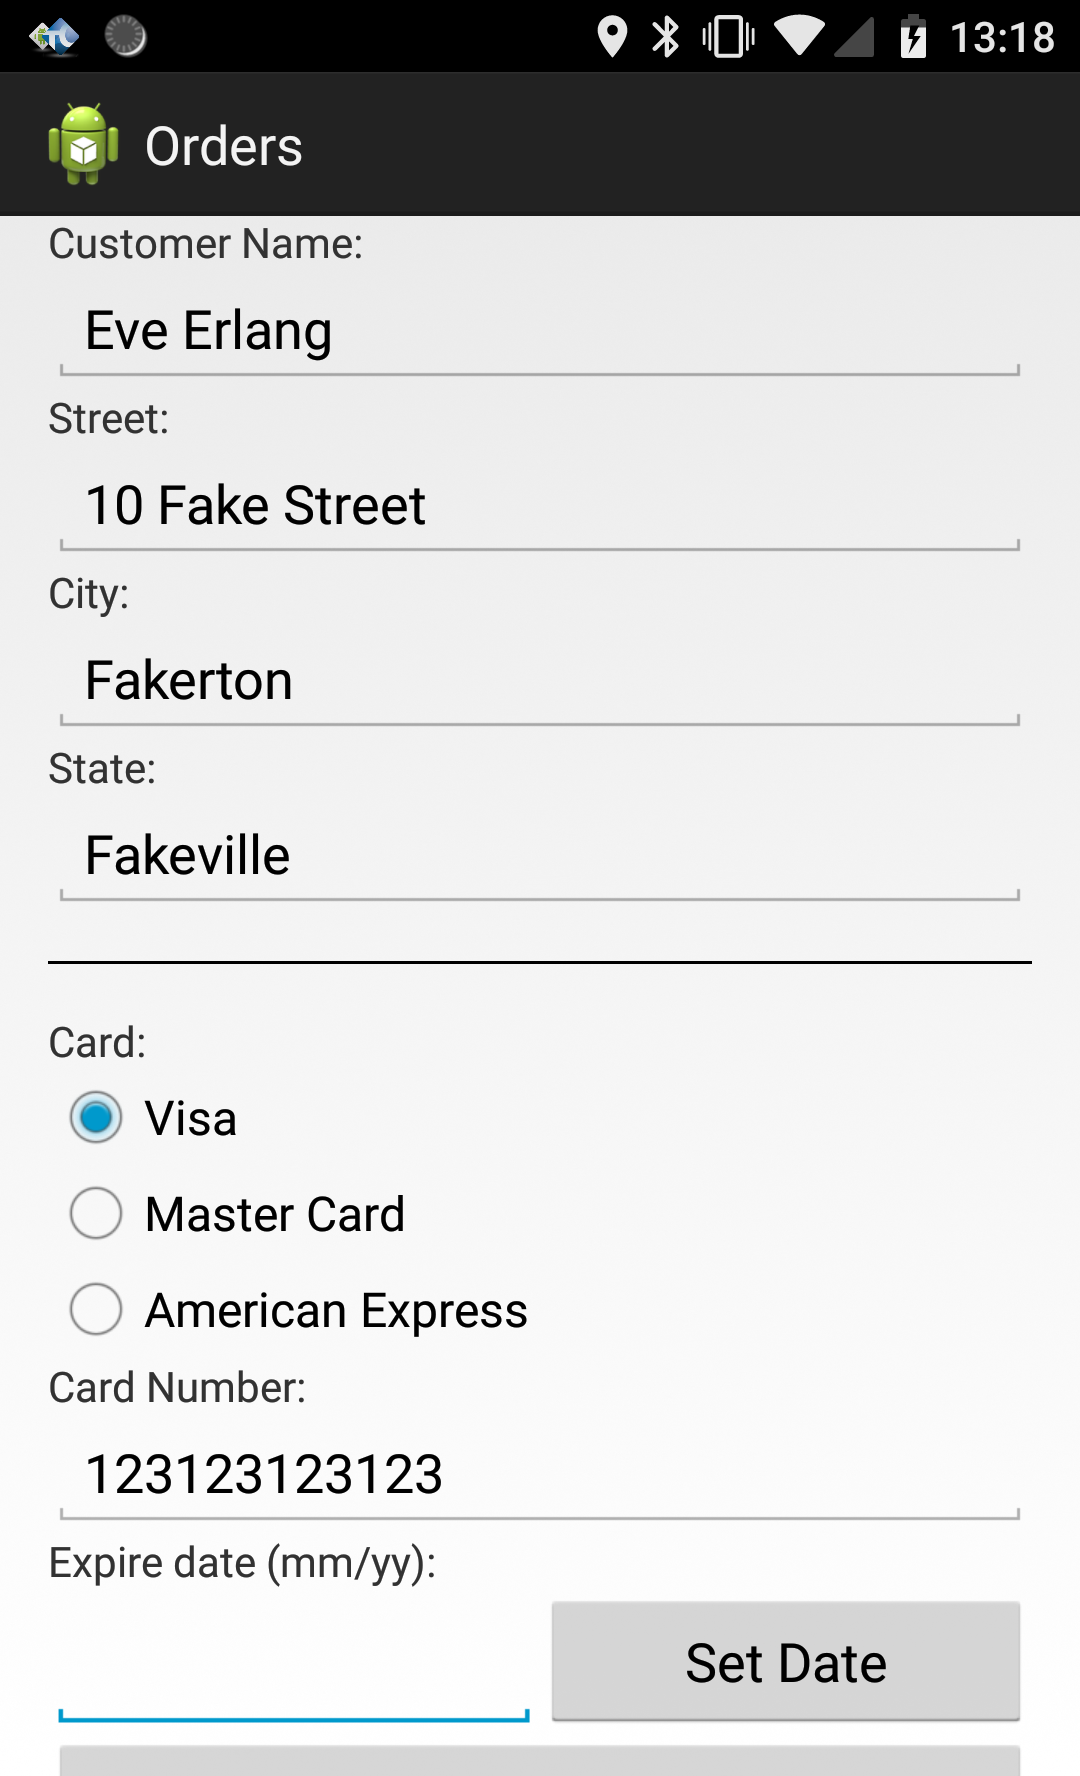 13:18
Orders
Customer Name:
Eve Erlang
Street:
10 Fake Street
City:
Fakerton
State:
Fakeville
Card:
Visa
Master Card
American Express
Card Number:
123123123123
Expire date (mm/yy):
Set Date